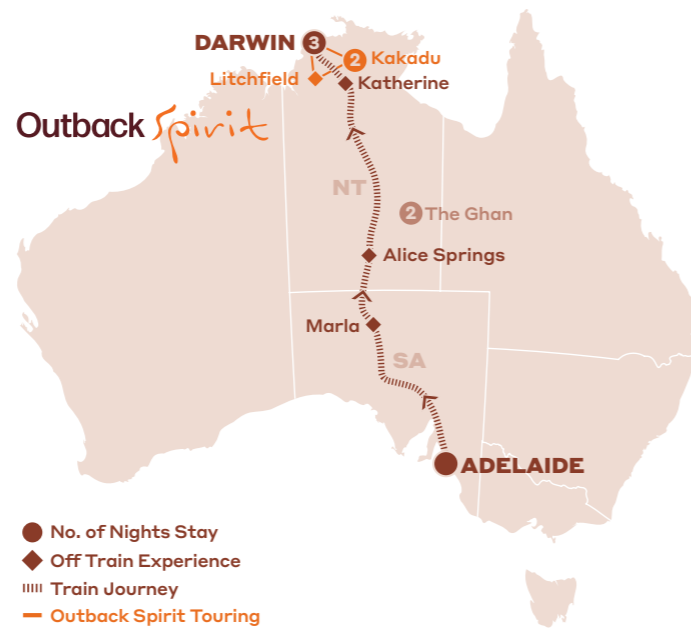 DARWIN 3
2 Kakadu
Litchfield
Katherine
Outback Spirit
NT
2 The Ghan
Alice Springs
Marla
SA
ADELAIDE
No. of Nights Stay
Off Train Experience
Train Journey
Outback Spirit Touring